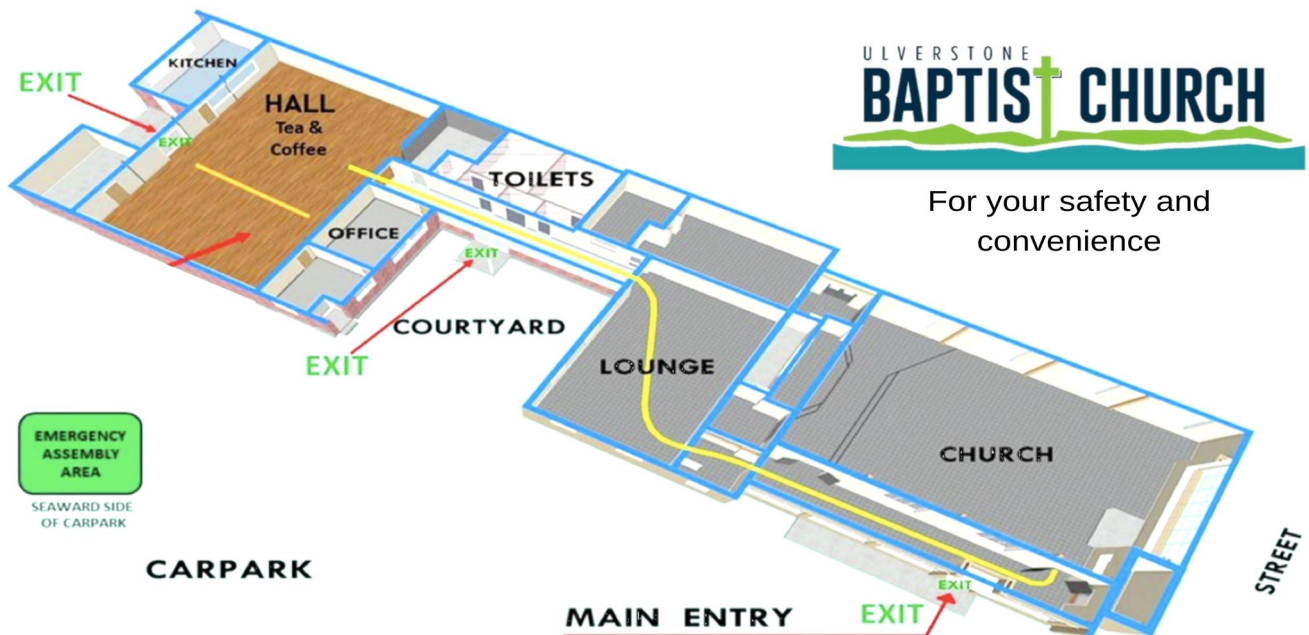 ULVERSTONE
BAPTIST CHURCH
For your safety and
convenience
KITCHEN
EXIT
EXIT
HALL
Tea &
Coffee
TOILETS
OFFICE
EXIT
COURTYARD
EXIT
LOUNGE
CHURCH
EMERGENCY
ASSEMBLY
AREA
SEAWARD SIDE
OF CARPARK
CARPARK
STREET
EXIT
MAIN ENTRY
EXIT